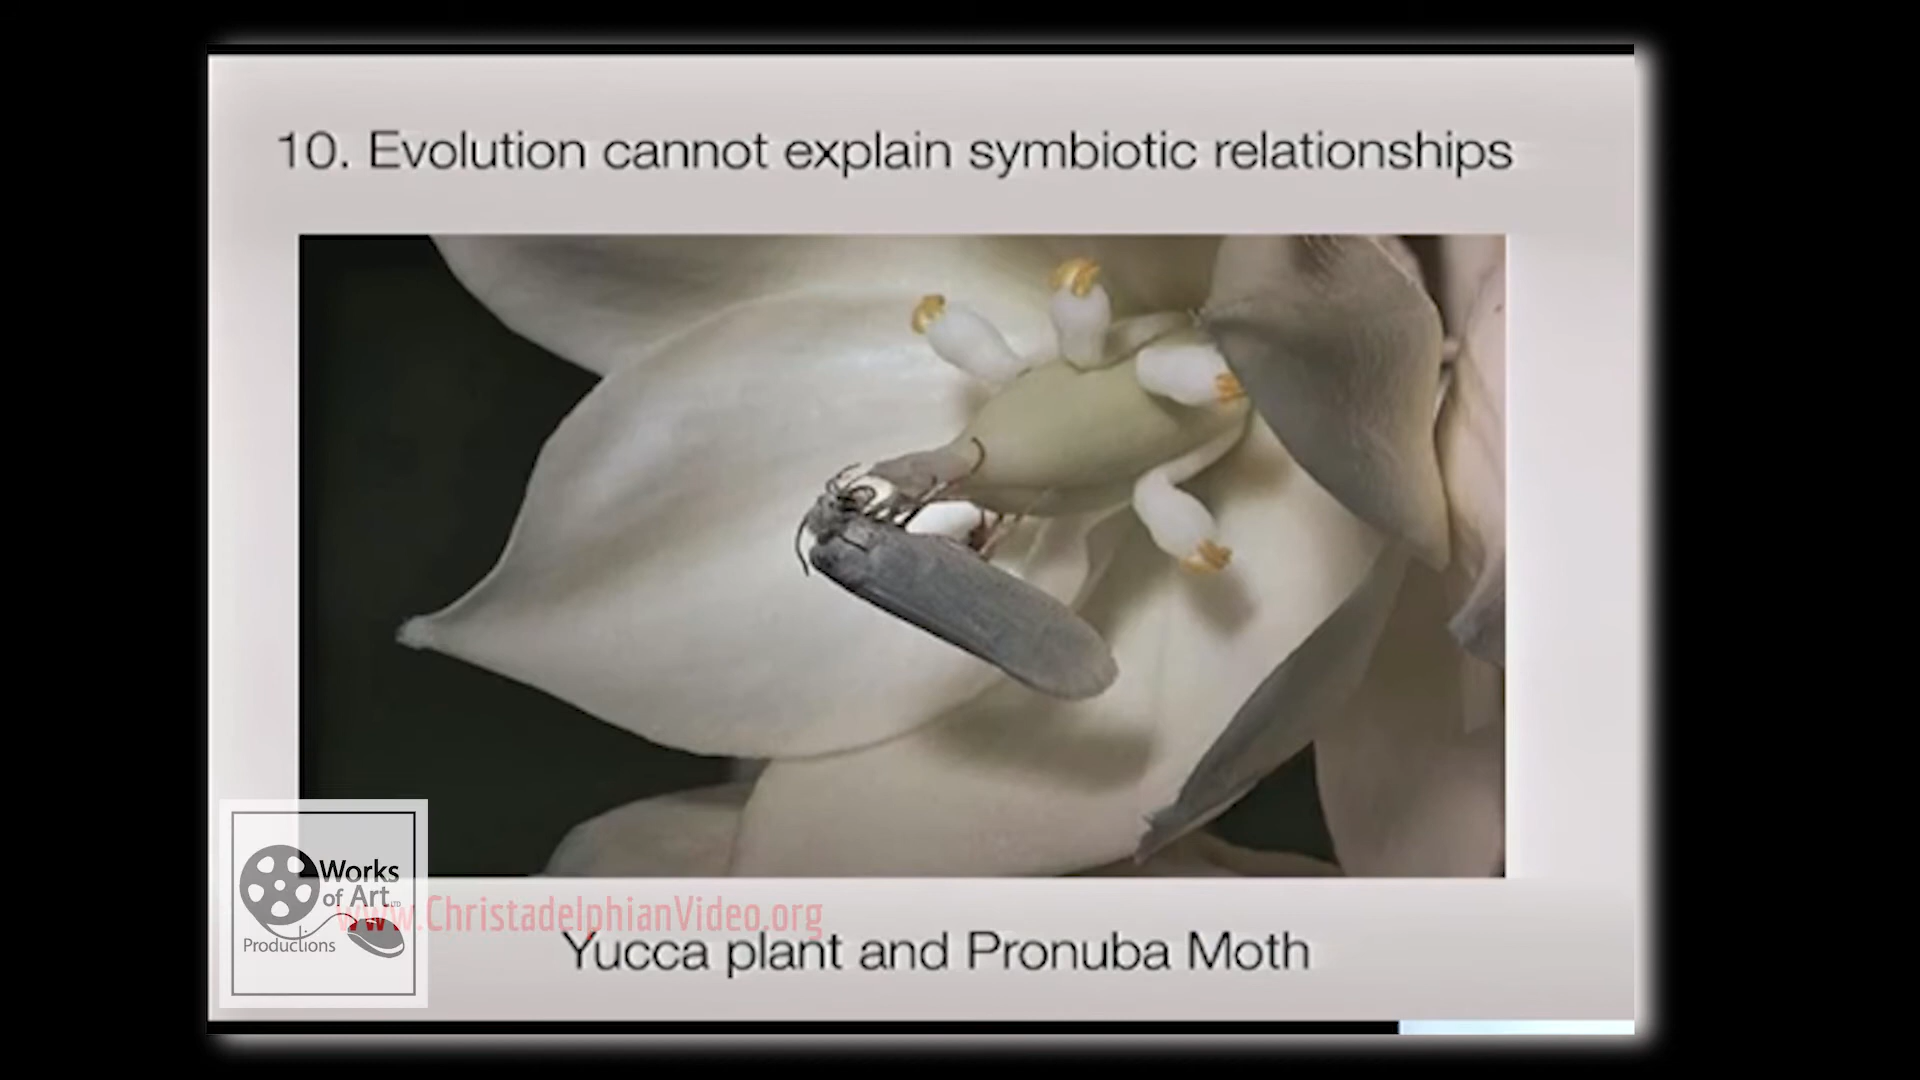 10. Evolution cannot explain symbiotic relationships
Works
of Art LTD
Productions
www.ChristadelphianVideo.org
Yucca plant and Pronuba Moth